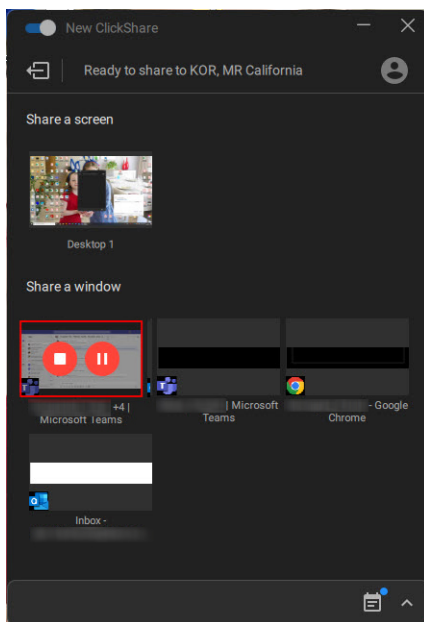 New ClickShare
Ready to share to KOR, MR California
Share a screen
Desktop 1
Share a window
+4 |
Microsoft Teams
| Microsoft
Teams
- Google
Chrome
Inbox -